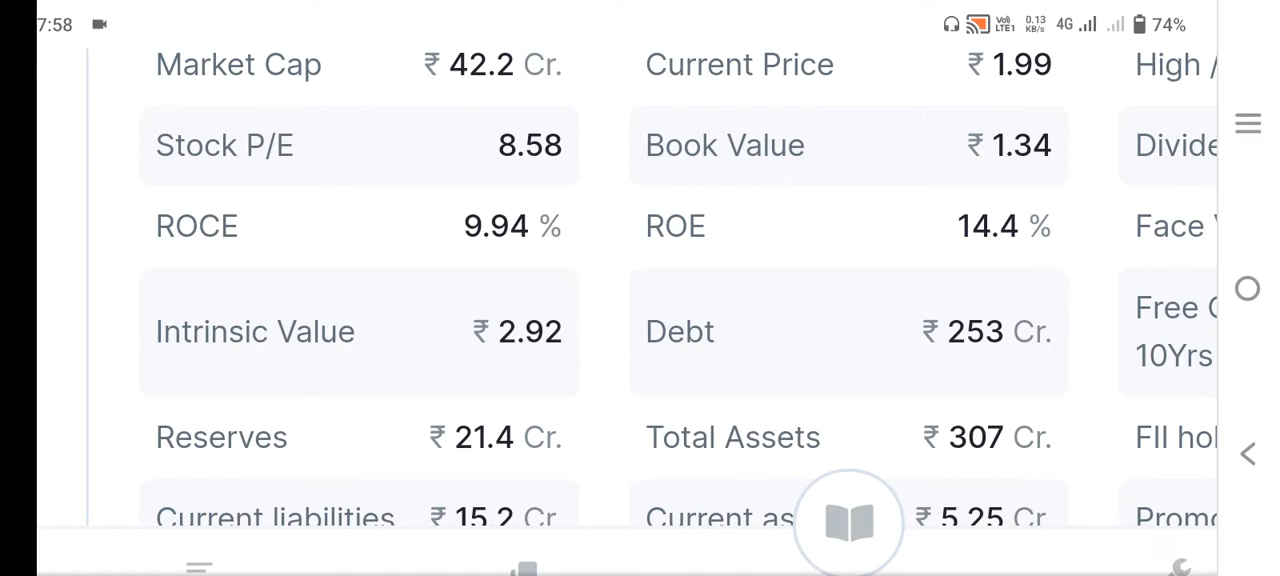 7:58 Vo) LTE1 0.13 KB/s 4G 74%
Market Cap ₹ 42.2 Cr. Current Price ₹ 1.99 High /
Stock P/E 8.58 Book Value ₹ 1.34 Divide
ROCE 9.94 % ROE 14.4 % Face
Intrinsic Value ₹ 2.92 Debt ₹ 253 Cr. Free
10Yrs
Reserves ₹ 21.4 Cr. Total Assets ₹ 307 Cr. FII hol
Current liabilities ₹ 15.2 Cr. Current as ₹ 5.25 Cr. Promo